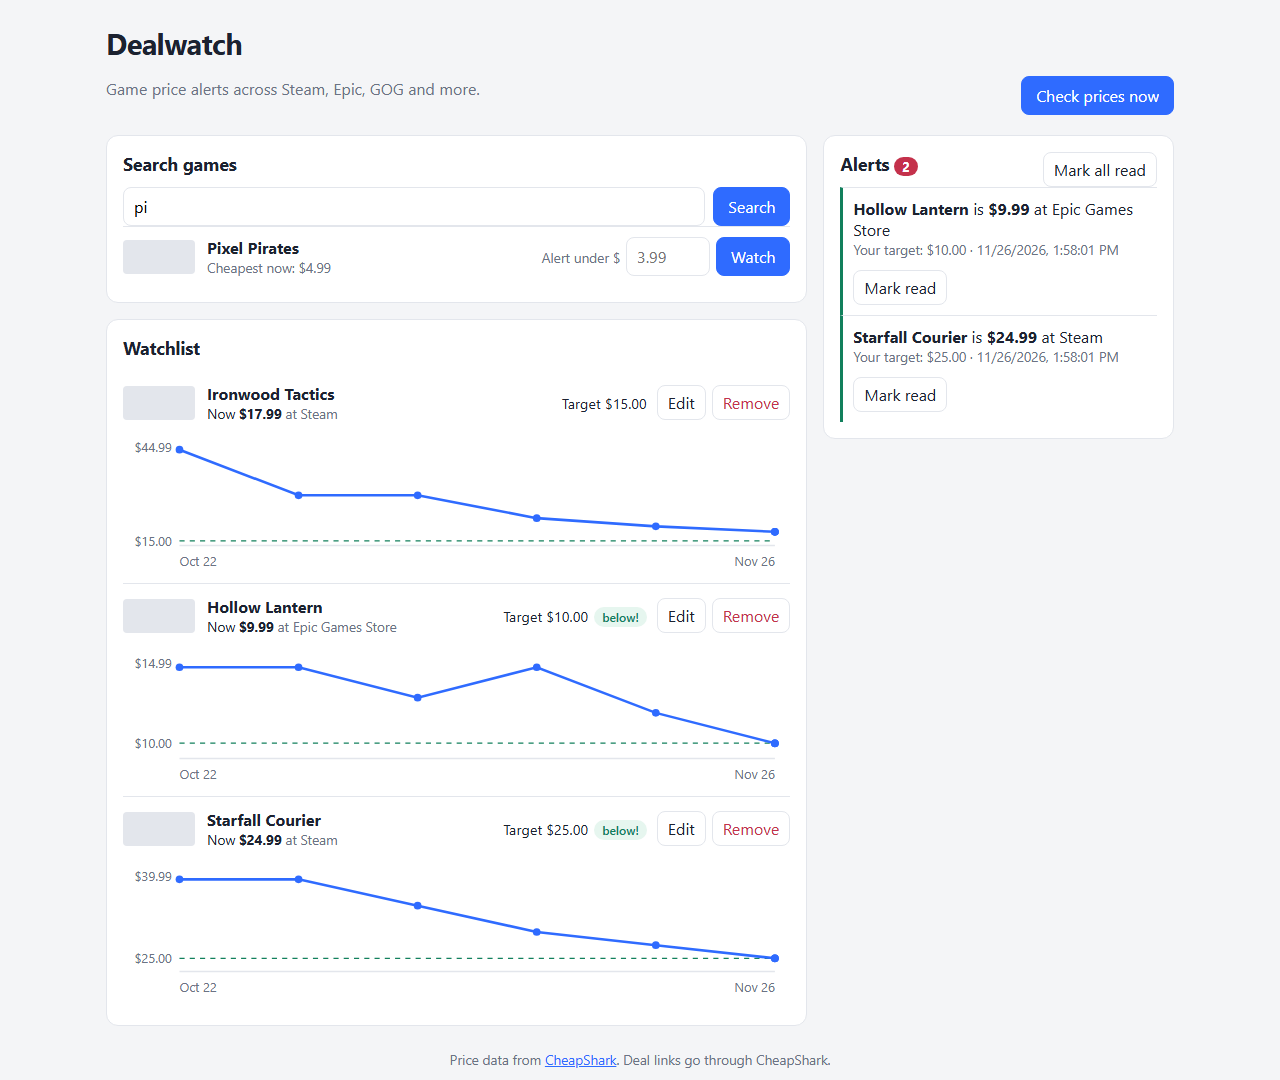 Dealwatch
Game price alerts across Steam, Epic, GOG and more.
Check prices now
Search games
pi
Search
Pixel Pirates
Cheapest now: $4.99
Alert under $
3.99
Watch
Watchlist
Ironwood Tactics
Now $17.99 at Steam
Target $15.00
Edit
Remove
$44.99
$15.00
Oct 22
Nov 26
Hollow Lantern
Now $9.99 at Epic Games Store
Target $10.00
below!
Edit
Remove
$14.99
$10.00
Oct 22
Nov 26
Starfall Courier
Now $24.99 at Steam
Target $25.00
below!
Edit
Remove
$39.99
$25.00
Oct 22
Nov 26
Alerts 2
Mark all read
Hollow Lantern is $9.99 at Epic Games
Store
Your target: $10.00 · 11/26/2026, 1:58:01 PM
Mark read
Starfall Courier is $24.99 at Steam
Your target: $25.00 · 11/26/2026, 1:58:01 PM
Mark read
Price data from CheapShark. Deal links go through CheapShark.